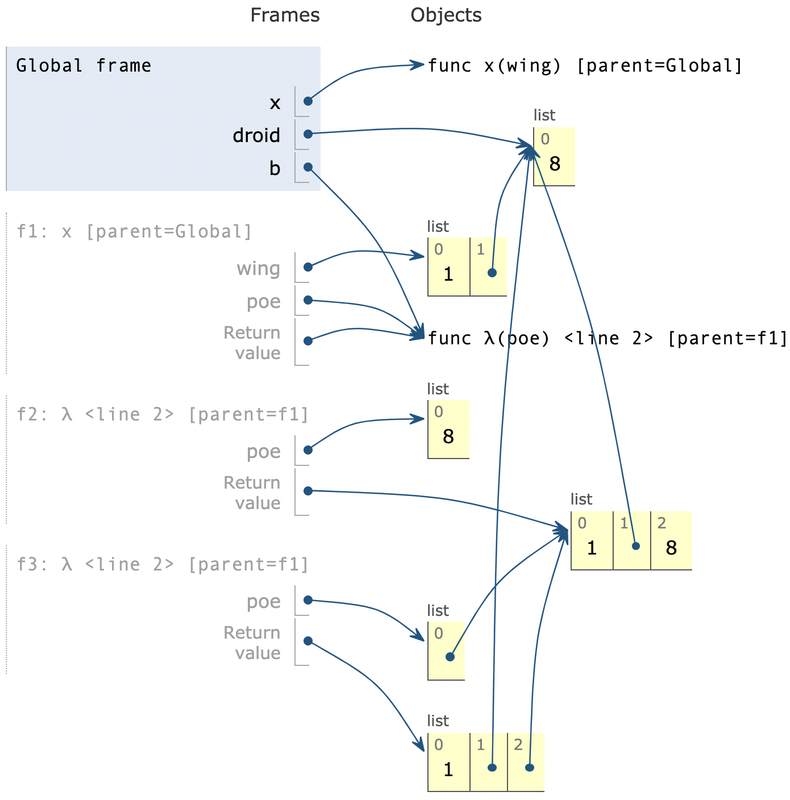 Frames Objects
Global frame
func x(wing) [parent=Global]
x
list
droid
0
8
b
f1: x [parent=Global]
list
0 1
wing
1
poe
Return
value
func λ(poe) <line 2> [parent=f1]
list
f2: λ <line 2> [parent=f1]
0
8
poe
Return
value
list
0 1 2
1 8
f3: λ <line 2> [parent=f1]
poe
list
0
Return
value
list
0 1 2
1